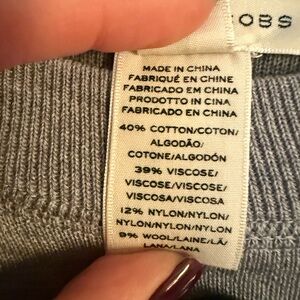 OBS
MADE IN CHINA
FABRIQUÉ EN CHINE
FABRICADO EM CHINA
PRODOTTO IN CINA
FABRICADO EN CHINA
40% COTTON/COTON/
ALGODÃO/
COTONE/ALGODÓN
39% VISCOSE/
VISCOSE/VISCOSE/
VISCOSA/VISCOSA
12% NYLON/NYLON/
NYLON/NYLON/NYLON
9% WOOL/LAINE/LÃ/
LANA/LANA